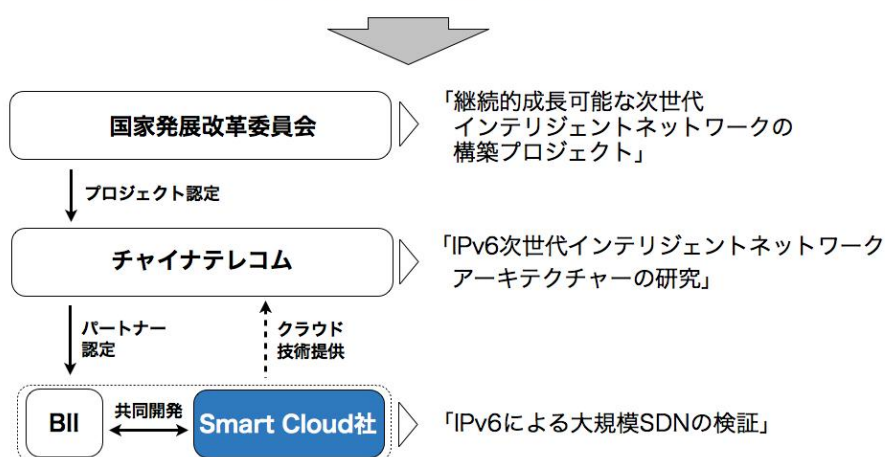 国家発展改革委員会
「継続的成長可能な次世代
インテリジェントネットワークの
構築プロジェクト」
プロジェクト認定
チャイナテレコム
「IPv6次世代インテリジェントネットワーク
アーキテクチャーの研究」
パートナー
認定
クラウド
技術提供
BII
共同開発
Smart Cloud社
「IPv6による大規模SDNの検証」